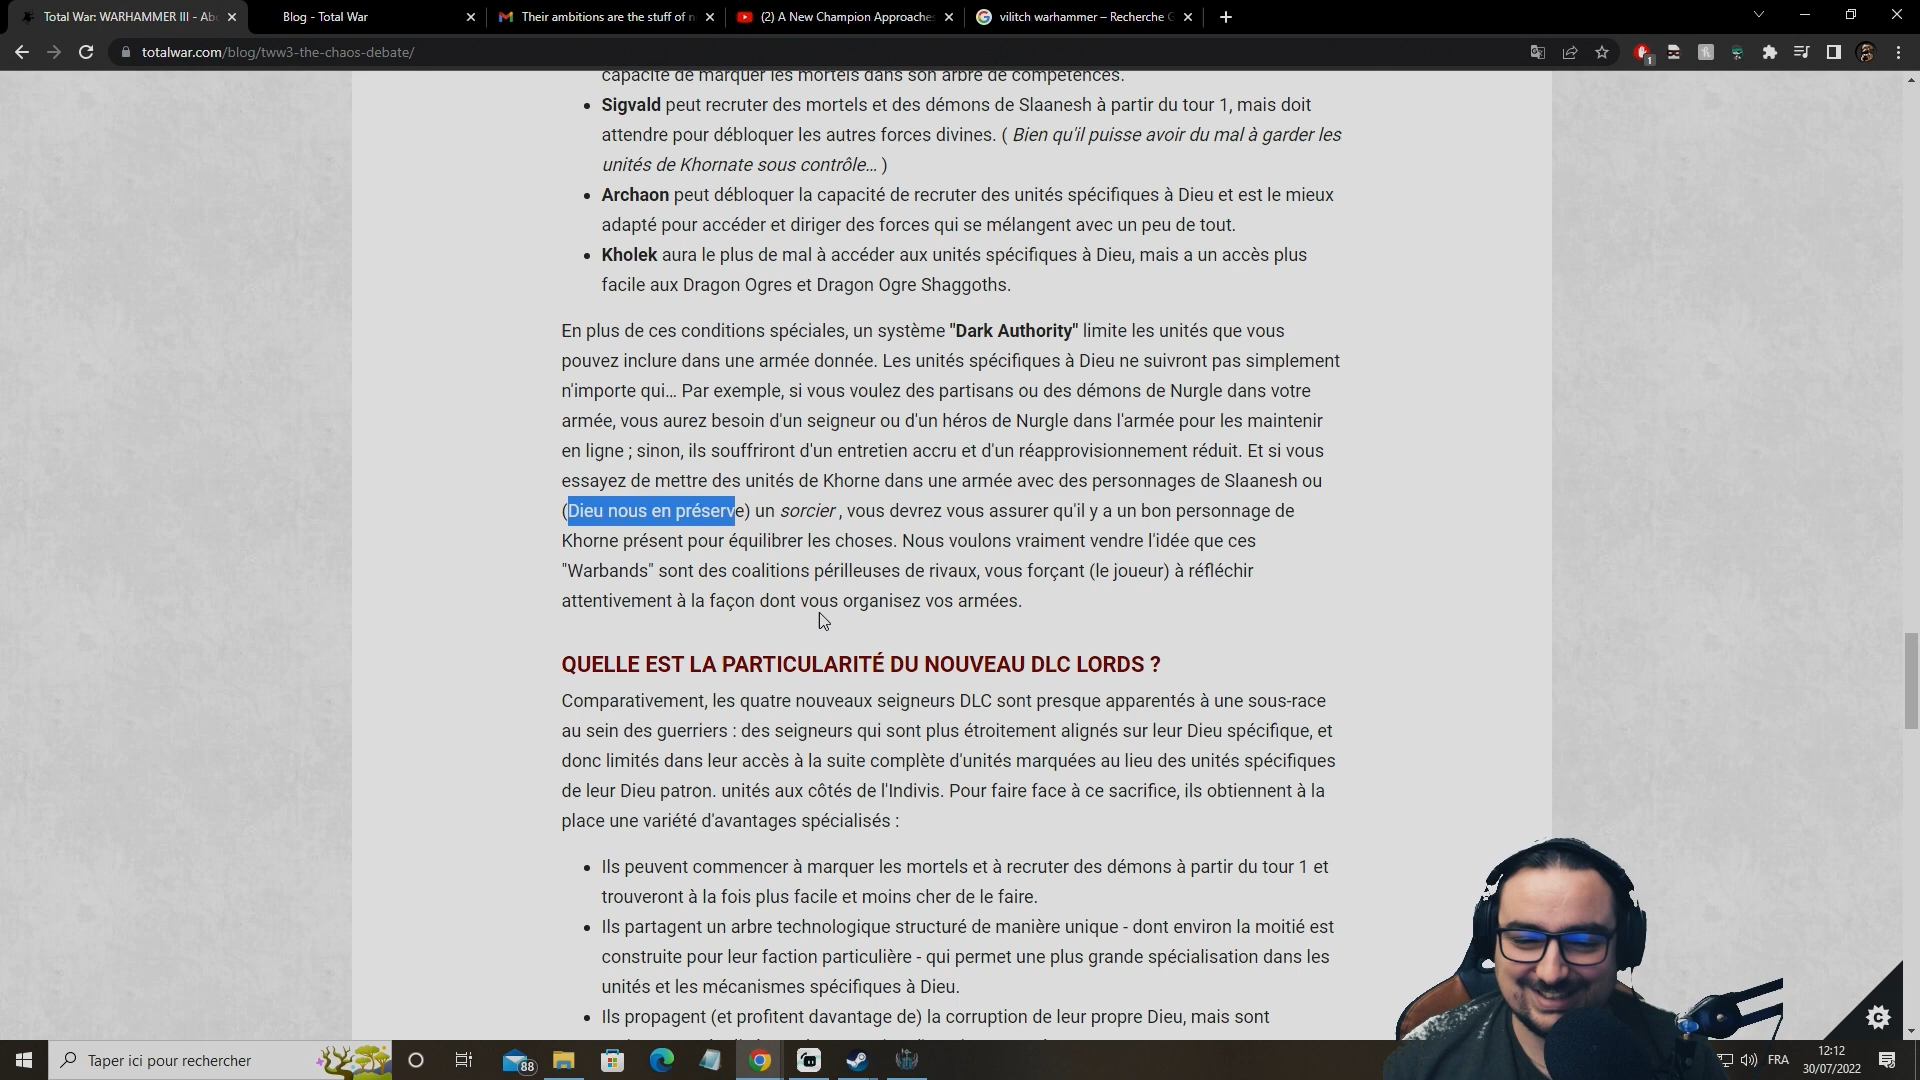 Total War: WARHAMMER III - Abo
Blog - Total War
Their ambitions are the stuff of n
(2) A New Champion Approaches
vilitch warhammer – Recherche G
totalwar.com/blog/tww3-the-chaos-debate/
1
capacité de marquer les mortels dans son arbre de compétences.
• Sigvald peut recruter des mortels et des démons de Slaanesh à partir du tour 1, mais doit
attendre pour débloquer les autres forces divines. ( Bien qu'il puisse avoir du mal à garder les
unités de Khornate sous contrôle… )
• Archaon peut débloquer la capacité de recruter des unités spécifiques à Dieu et est le mieux
adapté pour accéder et diriger des forces qui se mélangent avec un peu de tout.
• Kholek aura le plus de mal à accéder aux unités spécifiques à Dieu, mais a un accès plus
facile aux Dragon Ogres et Dragon Ogre Shaggoths.
En plus de ces conditions spéciales, un système "Dark Authority" limite les unités que vous
pouvez inclure dans une armée donnée. Les unités spécifiques à Dieu ne suivront pas simplement
n'importe qui… Par exemple, si vous voulez des partisans ou des démons de Nurgle dans votre
armée, vous aurez besoin d'un seigneur ou d'un héros de Nurgle dans l'armée pour les maintenir
en ligne ; sinon, ils souffriront d'un entretien accru et d'un réapprovisionnement réduit. Et si vous
essayez de mettre des unités de Khorne dans une armée avec des personnages de Slaanesh ou
(Dieu nous en préserve) un sorcier , vous devrez vous assurer qu'il y a un bon personnage de
Khorne présent pour équilibrer les choses. Nous voulons vraiment vendre l'idée que ces
"Warbands" sont des coalitions périlleuses de rivaux, vous forçant (le joueur) à réfléchir
attentivement à la façon dont vous organisez vos armées.
QUELLE EST LA PARTICULARITÉ DU NOUVEAU DLC LORDS ?
Comparativement, les quatre nouveaux seigneurs DLC sont presque apparentés à une sous-race
au sein des guerriers : des seigneurs qui sont plus étroitement alignés sur leur Dieu spécifique, et
donc limités dans leur accès à la suite complète d'unités marquées au lieu des unités spécifiques
de leur Dieu patron. unités aux côtés de l'Indivis. Pour faire face à ce sacrifice, ils obtiennent à la
place une variété d'avantages spécialisés :
• Ils peuvent commencer à marquer les mortels et à recruter des démons à partir du tour 1 et
trouveront à la fois plus facile et moins cher de le faire.
• Ils partagent un arbre technologique structuré de manière unique - dont environ la moitié est
construite pour leur faction particulière - qui permet une plus grande spécialisation dans les
unités et les mécanismes spécifiques à Dieu.
• Ils propagent (et profitent davantage de) la corruption de leur propre Dieu, mais sont
Taper ici pour rechercher
88
FRA
12:12
30/07/2022